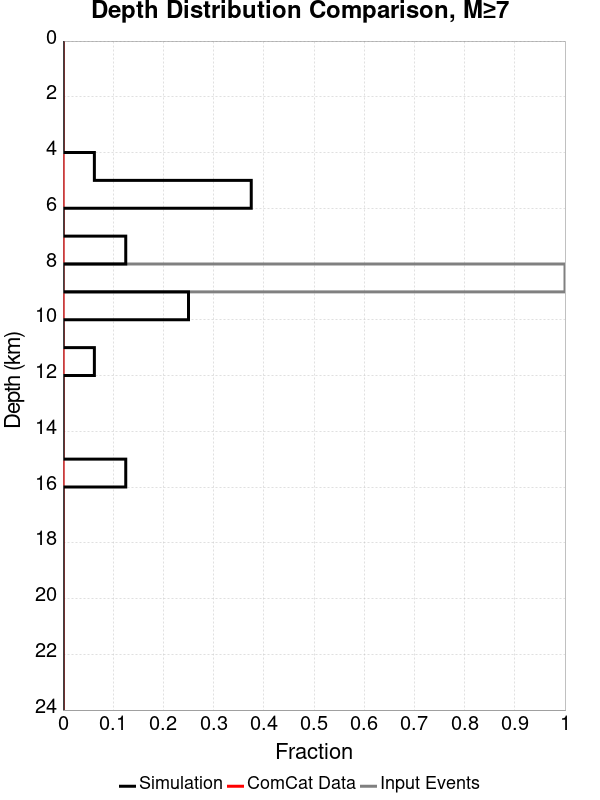 Depth Distribution Comparison, M≥7
0
2
4
6
8
10
12
14
16
18
20
22
24
Depth (km)
0 0.1 0.2 0.3 0.4 0.5 0.6 0.7 0.8 0.9 1
Fraction
Simulation ComCat Data Input Events